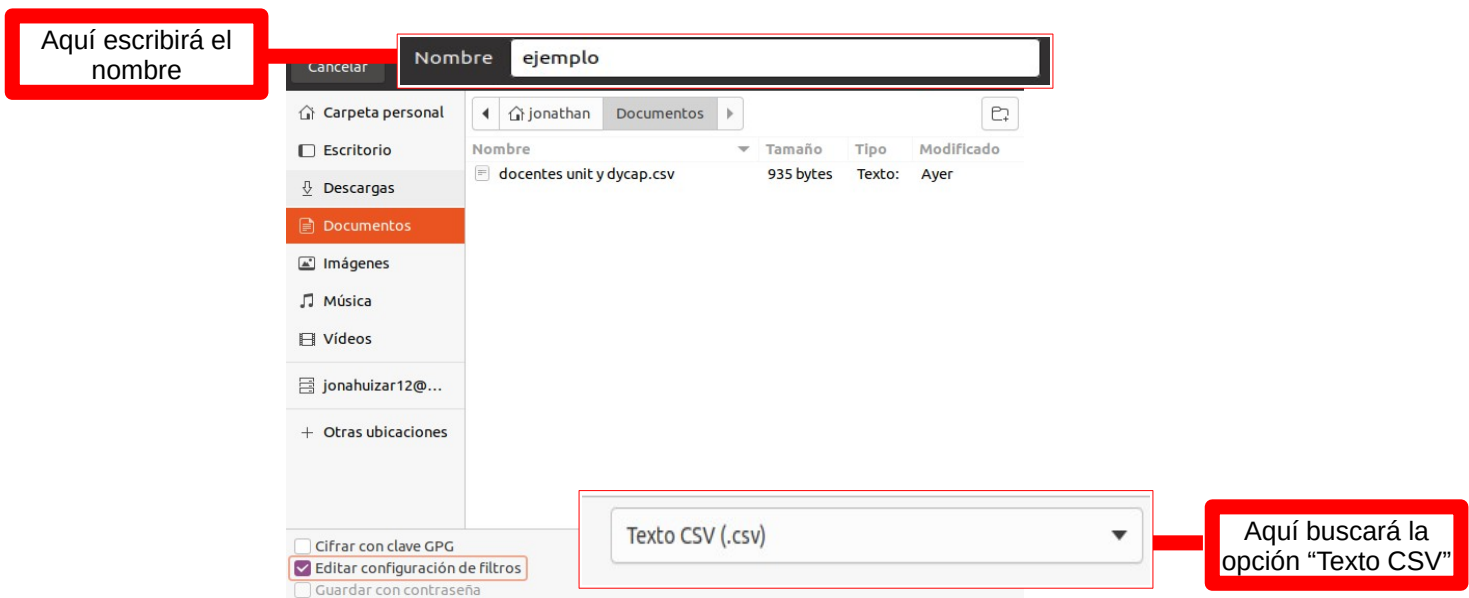 Aquí escribirá el
nombre
Cancelar
Nombre ejemplo
Carpeta personal
Escritorio
Descargas
Documentos
Imágenes
Música
Vídeos
jonahuizar12@...
+ Otras ubicaciones
jonathan Documentos
Nombre Tamaño Tipo Modificado
docentes unit y dycap.csv 935 bytes Texto: Ayer
Cifrar con clave GPG
Editar configuración de filtros
Guardar con contraseña
Texto CSV (.csv)
Aquí buscará la
opción “Texto CSV”